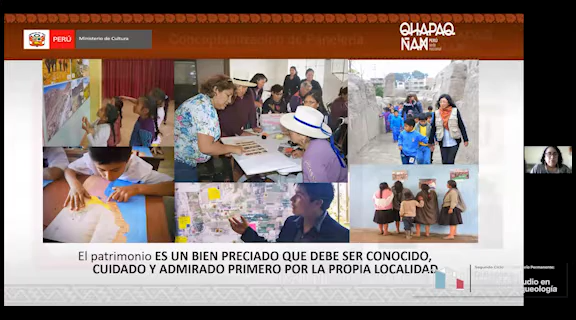 PERÚ
Ministerio de Cultura
QHAPAQ
ÑAN
PERÚ
El patrimonio ES UN BIEN PRECIADO QUE DEBE SER CONOCIDO,
CUIDADO Y ADMIRADO PRIMERO POR LA PROPIA LOCALIDAD